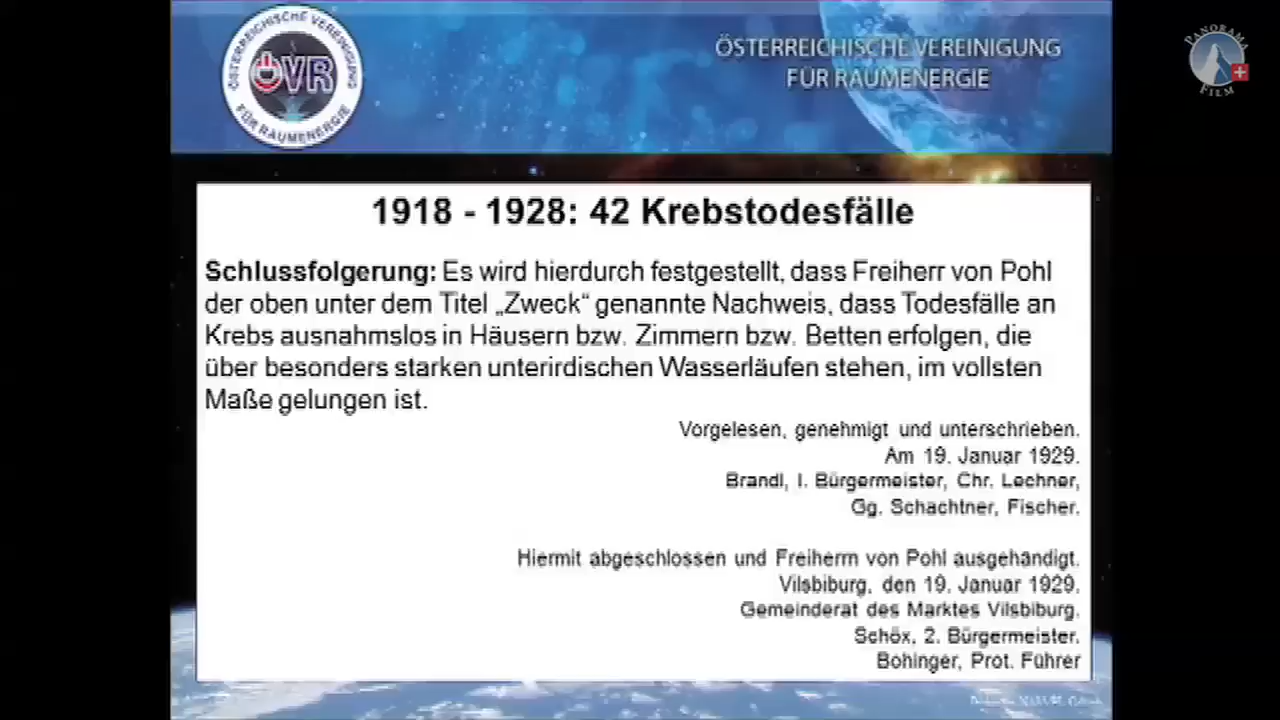 ÖSTERREICHISCHE VEREINIGUNG
FÜR RAUMENERGIE
ÖVR
ÖSTERREICHISCHE VEREINIGUNG
FÜR RAUMENERGIE
PANORAMA
FILM
1918 - 1928: 42 Krebstodesfälle
Schlussfolgerung: Es wird hierdurch festgestellt, dass Freiherr von Pohl
der oben unter dem Titel „Zweck“ genannte Nachweis, dass Todesfälle an
Krebs ausnahmslos in Häusern bzw. Zimmern bzw. Betten erfolgen, die
über besonders starken unterirdischen Wasserläufen stehen, im vollsten
Maße gelungen ist.
Vorgelesen, genehmigt und unterschrieben.
Am 19. Januar 1929.
Brandl, I. Bürgermeister, Chr. Lechner,
Gg. Schachtner, Fischer.
Hiermit abgeschlossen und Freiherrn von Pohl ausgehändigt.
Vilsbiburg, den 19. Januar 1929.
Gemeinderat des Marktes Vilsbiburg.
Schöx, 2. Bürgermeister.
Bohinger, Prot. Führer